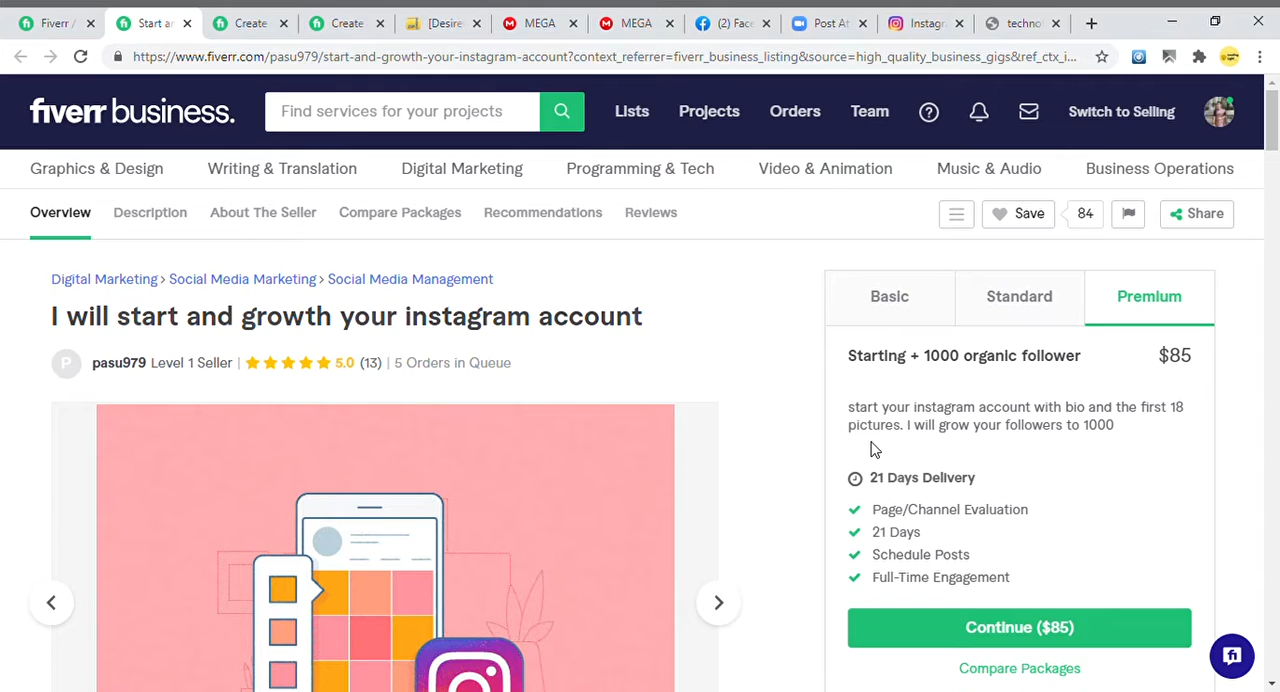 Fiverr /
Start ar
Create
Create
[Desire
MEGA
MEGA
(2) Face
Post At
Instagr
techno
https://www.fiverr.com/pasu979/start-and-growth-your-instagram-account?context_referrer=fiverr_business_listing&source=high_quality_business_gigs&ref_ctx_i...
fiverr business.
Find services for your projects
Lists
Projects
Orders
Team
Switch to Selling
Graphics & Design
Writing & Translation
Digital Marketing
Programming & Tech
Video & Animation
Music & Audio
Business Operations
Overview
Description
About The Seller
Compare Packages
Recommendations
Reviews
Save
84
Share
Digital Marketing > Social Media Marketing > Social Media Management
I will start and growth your instagram account
P pasu979 Level 1 Seller | 5.0 (13) | 5 Orders in Queue
Basic
Standard
Premium
Starting + 1000 organic follower $85
start your instagram account with bio and the first 18
pictures. I will grow your followers to 1000
21 Days Delivery
Page/Channel Evaluation
21 Days
Schedule Posts
Full-Time Engagement
Continue ($85)
Compare Packages
fi